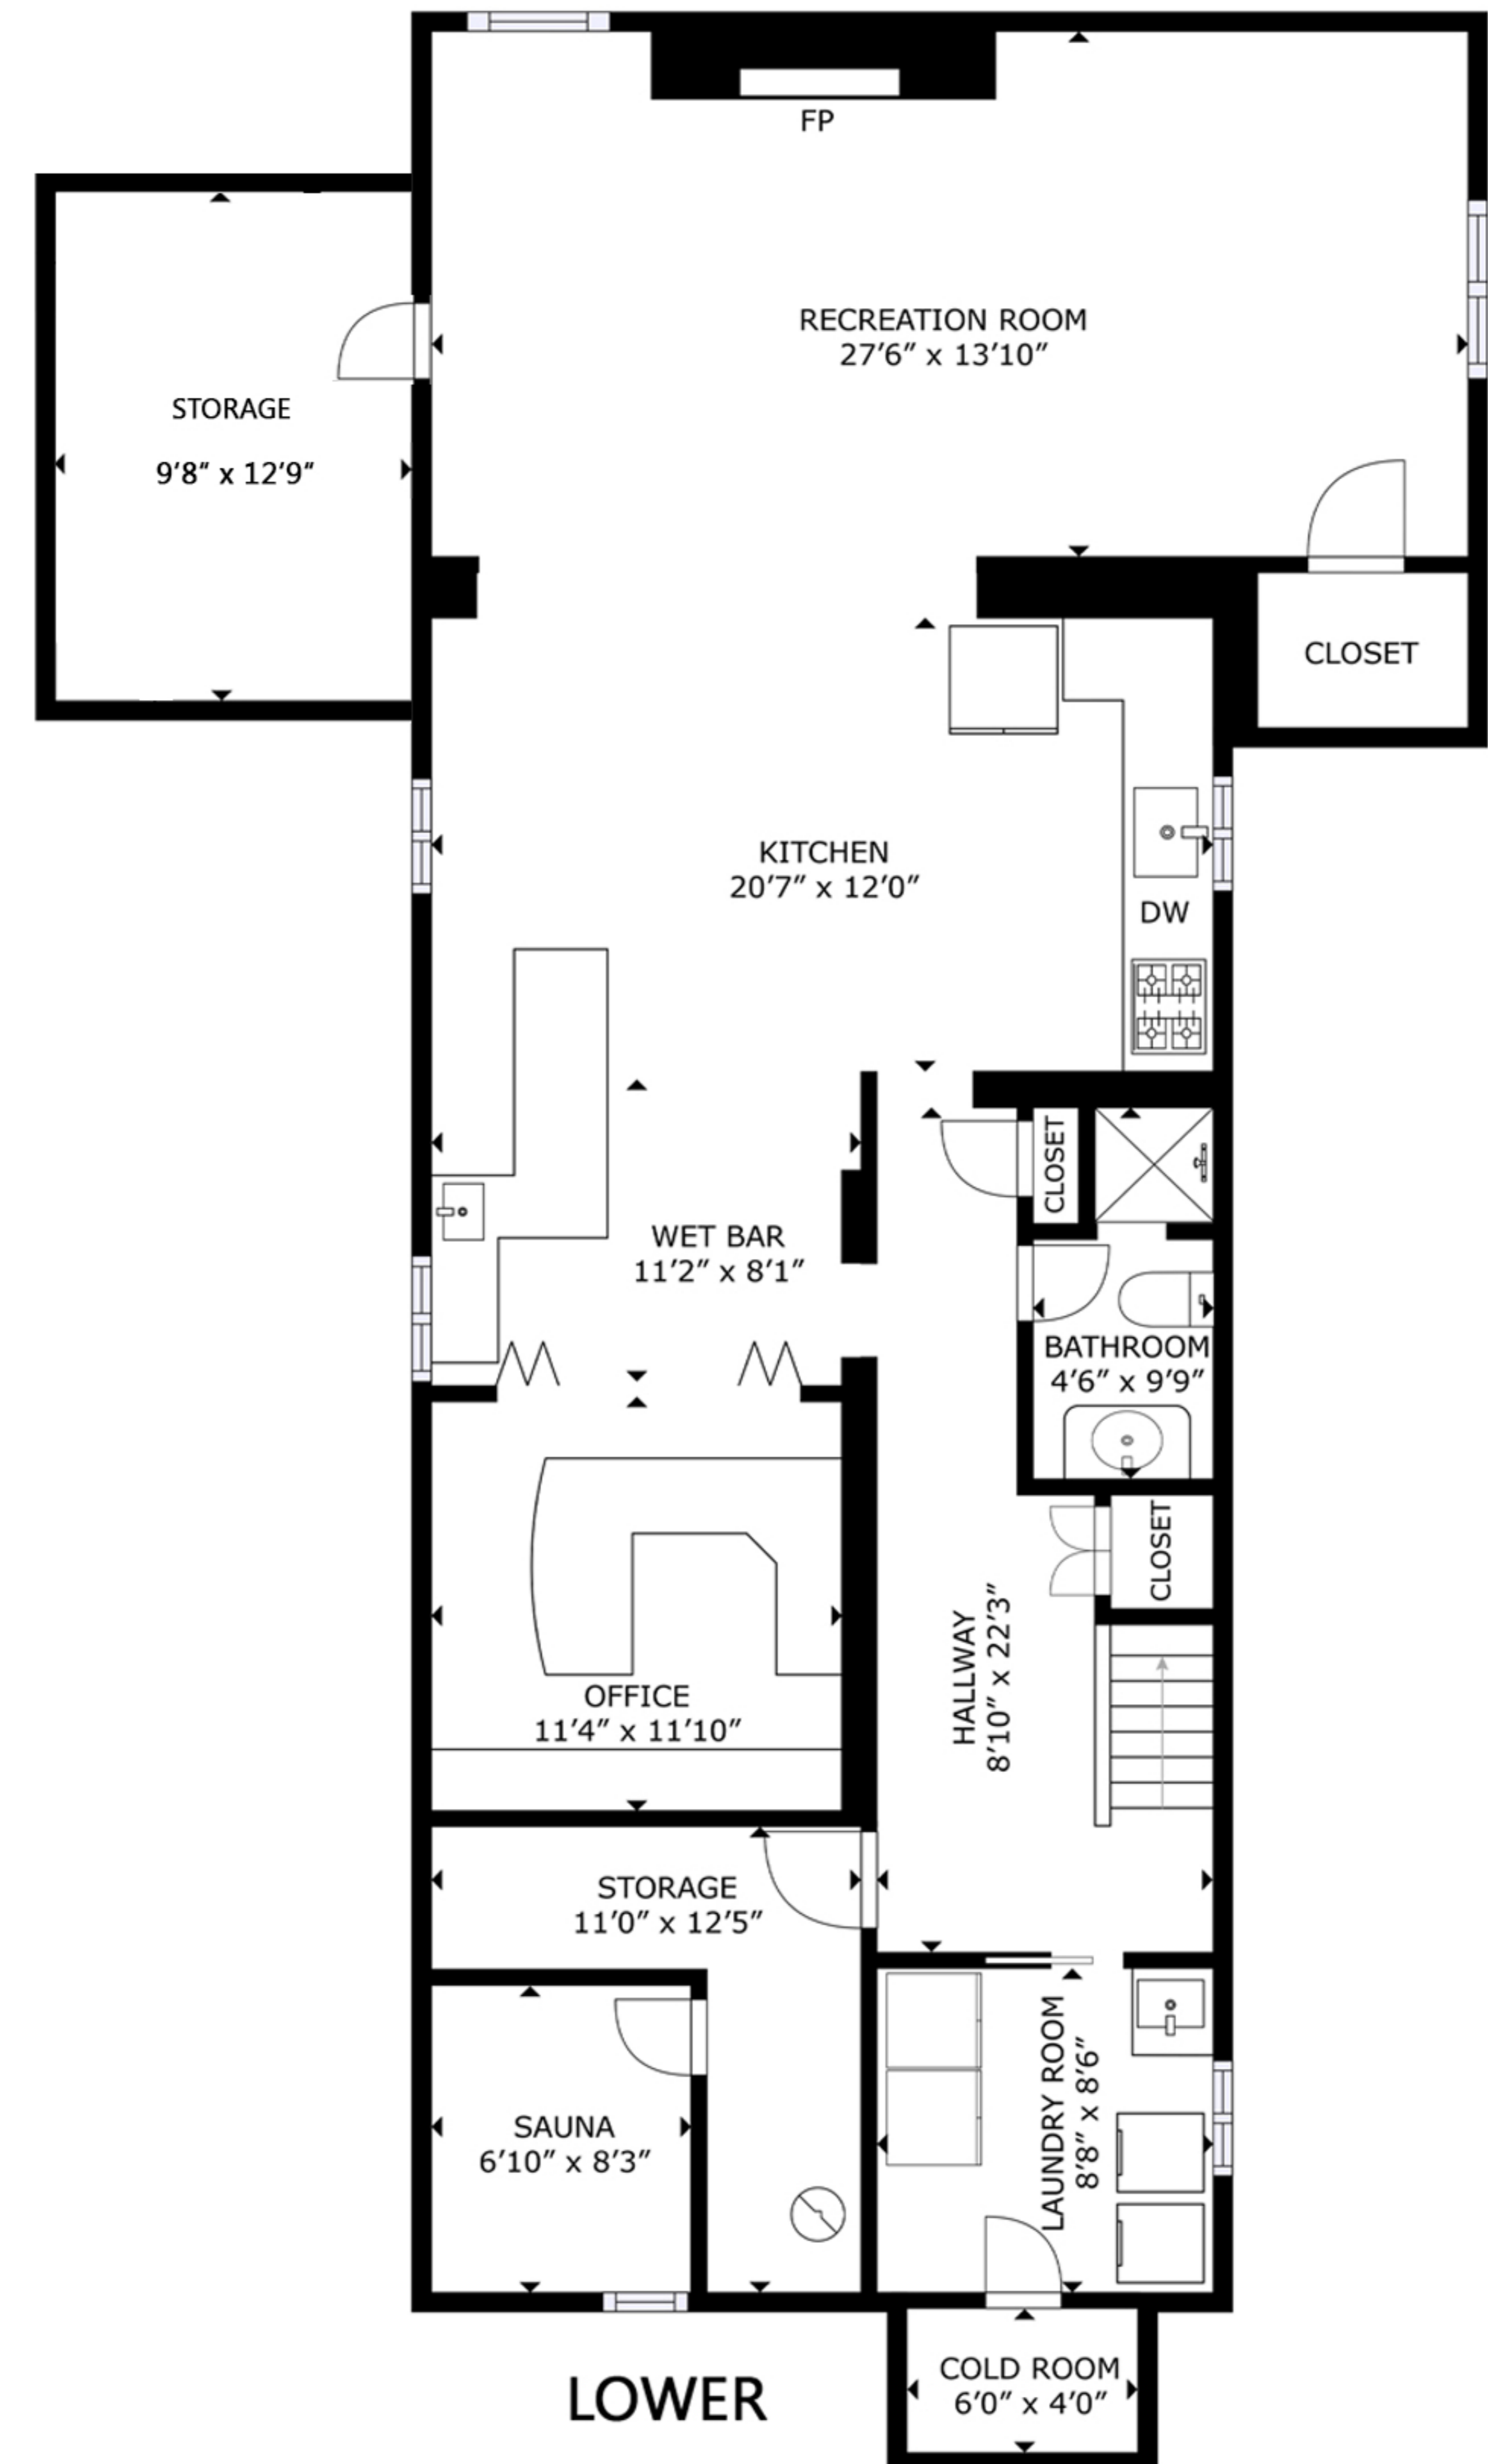 FP
RECREATION ROOM
27'6" x 13'10"
STORAGE
9'8" x 12'9"
CLOSET
KITCHEN
20'7" x 12'0"
DW
CLOSET
WET BAR
11'2" x 8'1"
BATHROOM
4'6" x 9'9"
CLOSET
HALLWAY
8'10" x 22'3"
OFFICE
11'4" x 11'10"
STORAGE
11'0" x 12'5"
LAUNDRY ROOM
8'8" x 8'6"
SAUNA
6'10" x 8'3"
COLD ROOM
6'0" x 4'0"
LOWER